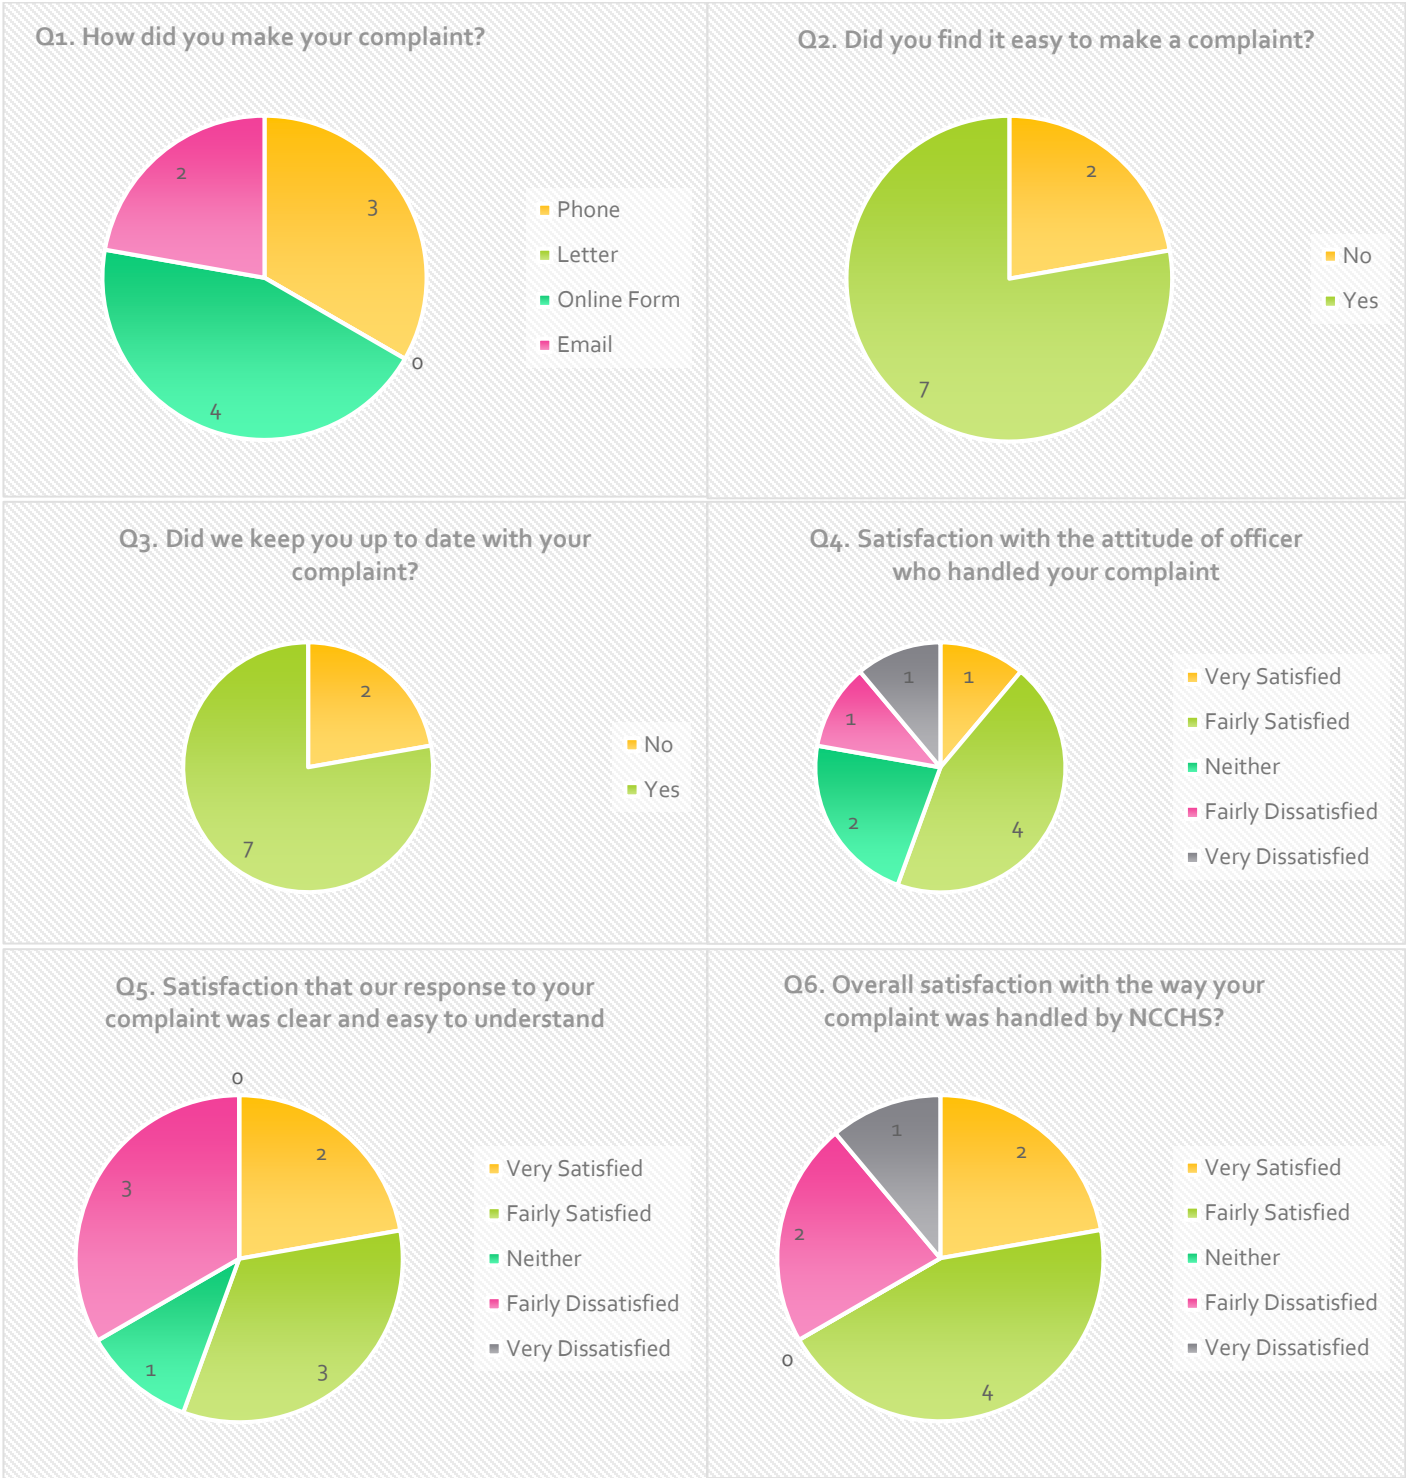 Q1. How did you make your complaint?
2
3
0
4
Phone
Letter
Online Form
Email
Q2. Did you find it easy to make a complaint?
2
7
No
Yes
Q3. Did we keep you up to date with your
complaint?
2
7
No
Yes
Q4. Satisfaction with the attitude of officer
who handled your complaint
1
1
1
2
4
Very Satisfied
Fairly Satisfied
Neither
Fairly Dissatisfied
Very Dissatisfied
Q5. Satisfaction that our response to your
complaint was clear and easy to understand
0
2
3
1
3
Very Satisfied
Fairly Satisfied
Neither
Fairly Dissatisfied
Very Dissatisfied
Q6. Overall satisfaction with the way your
complaint was handled by NCCHS?
1
2
2
0
4
Very Satisfied
Fairly Satisfied
Neither
Fairly Dissatisfied
Very Dissatisfied